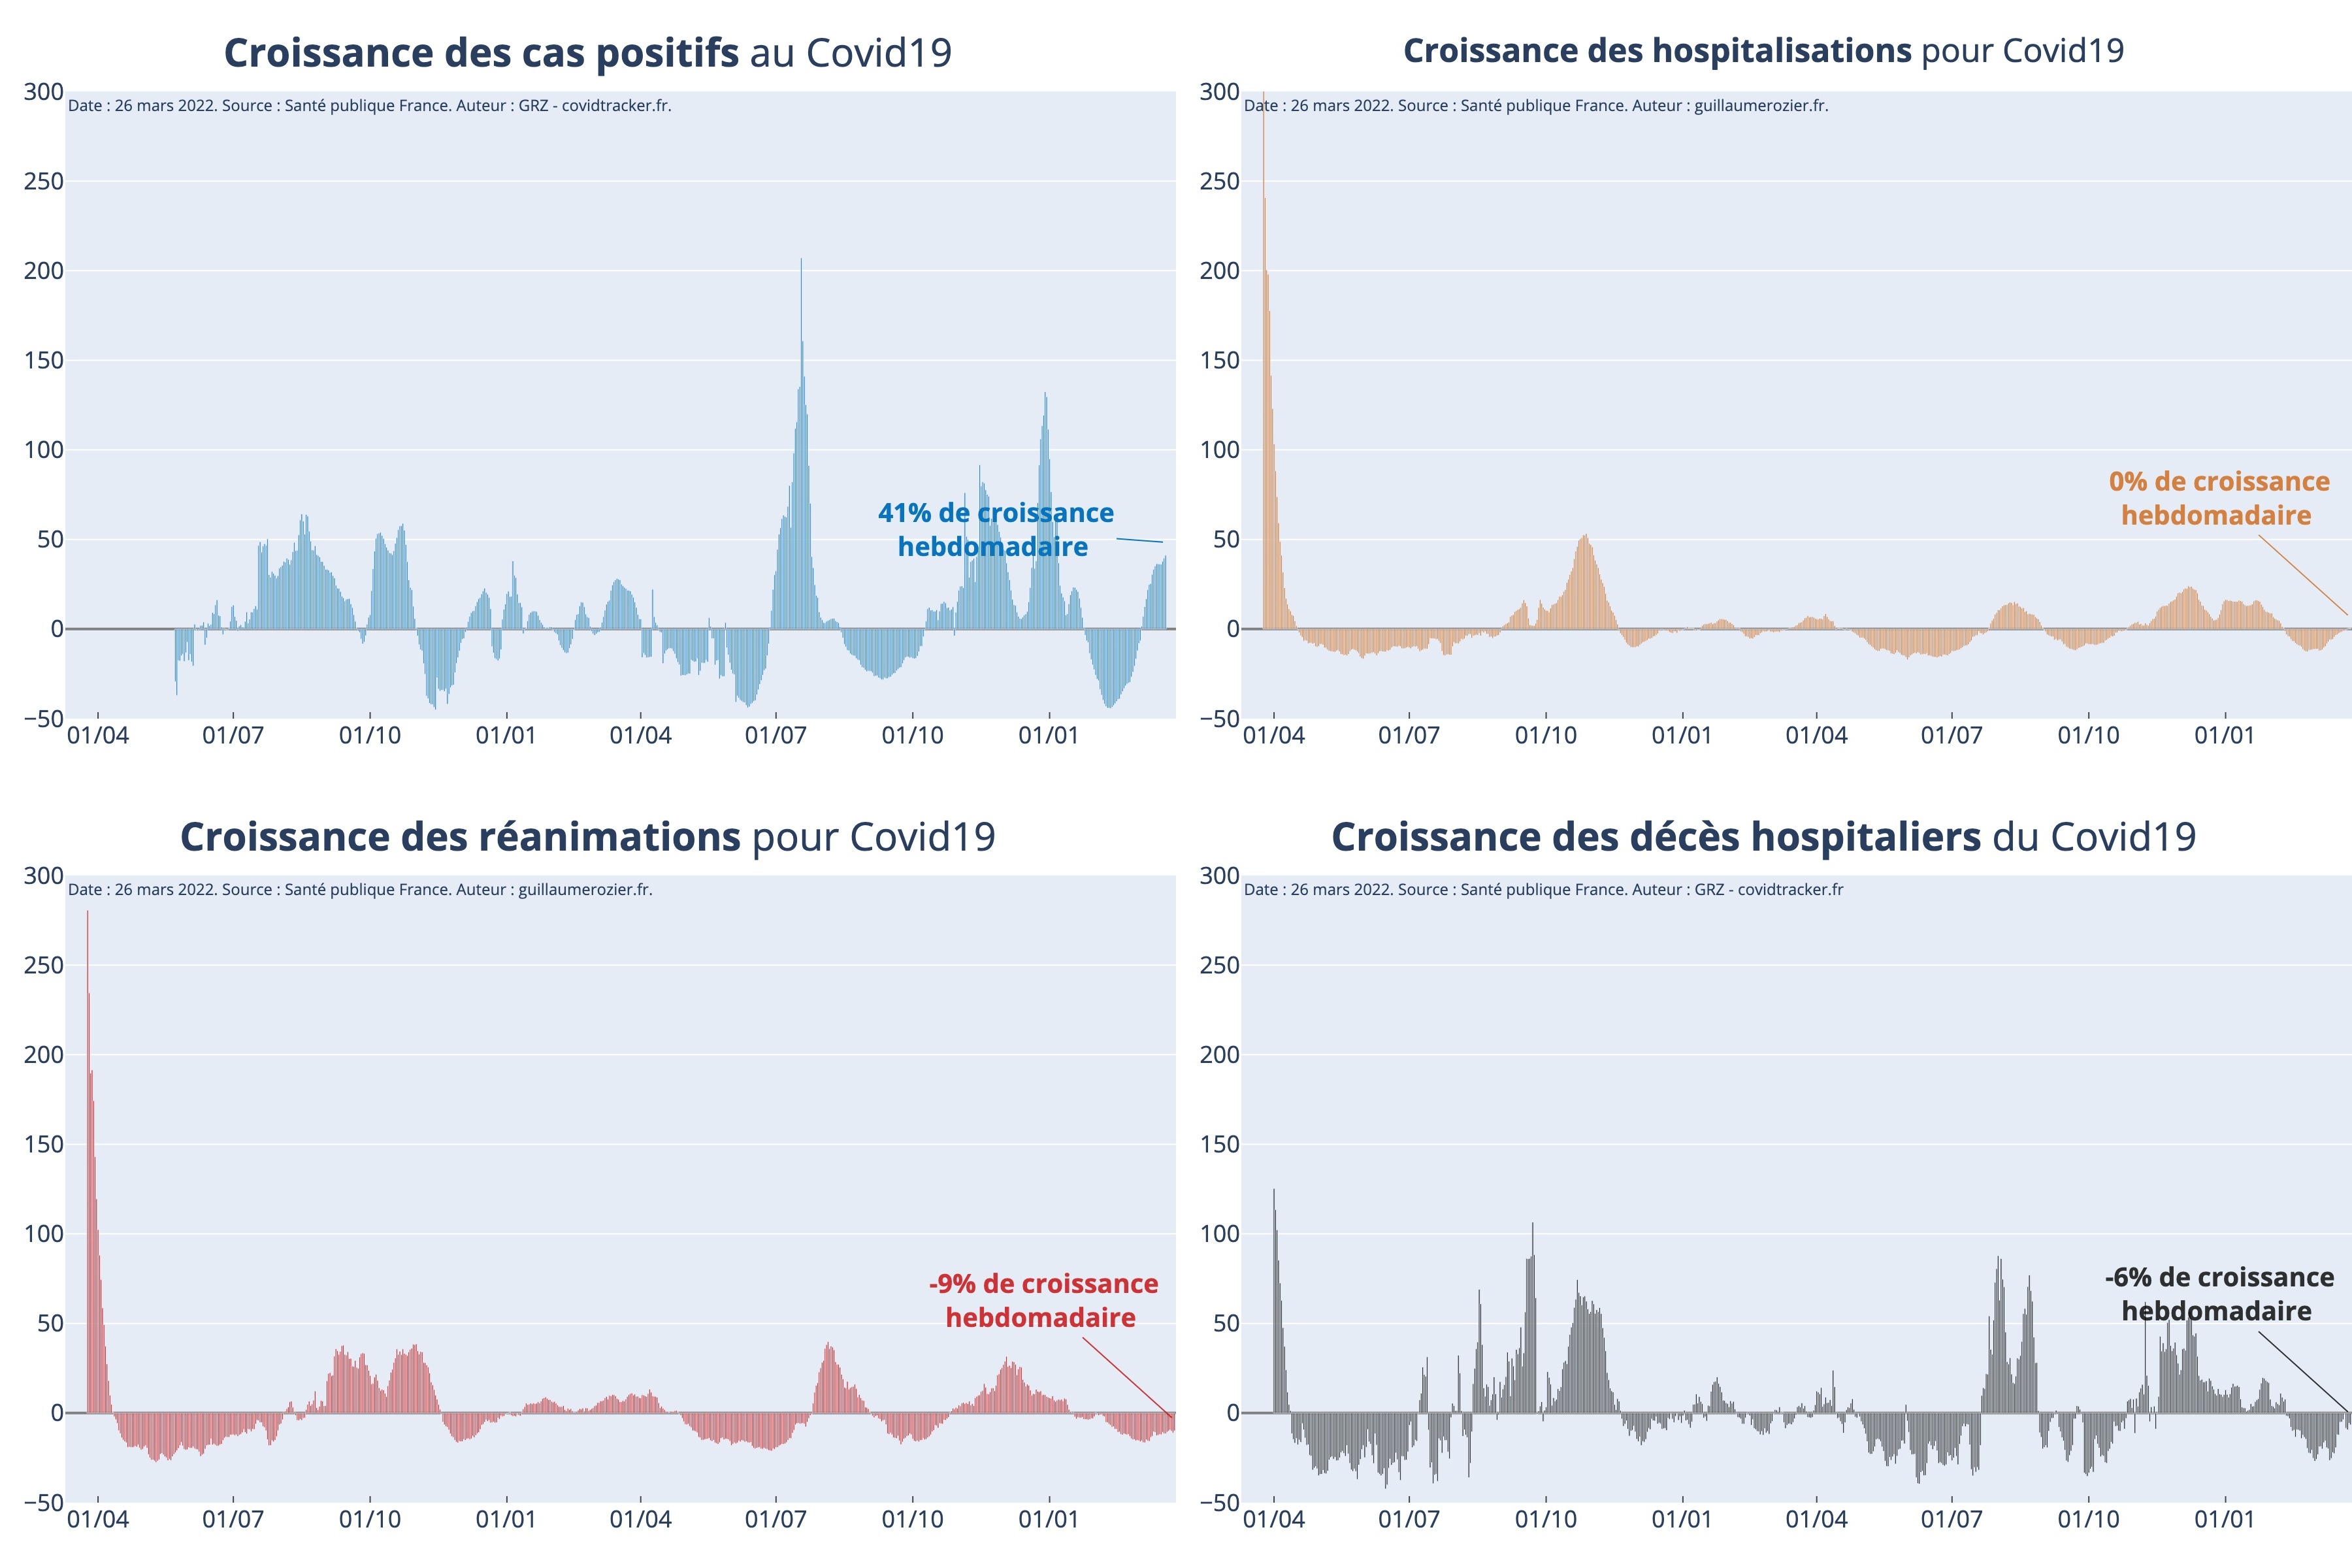 Croissance des cas positifs au Covid19
300
Date : 26 mars 2022. Source : Santé publique France. Auteur : GRZ - covidtracker.fr.
250
200
150
100
50
0
−50
41% de croissance
hebdomadaire
01/04 01/07 01/10 01/01 01/04 01/07 01/10 01/01
Croissance des hospitalisations pour Covid19
300
Date : 26 mars 2022. Source : Santé publique France. Auteur : guillaumerozier.fr.
250
200
150
100
50
0
−50
0% de croissance
hebdomadaire
01/04 01/07 01/10 01/01 01/04 01/07 01/10 01/01
Croissance des réanimations pour Covid19
300
Date : 26 mars 2022. Source : Santé publique France. Auteur : guillaumerozier.fr.
250
200
150
100
50
0
−50
-9% de croissance
hebdomadaire
01/04 01/07 01/10 01/01 01/04 01/07 01/10 01/01
Croissance des décès hospitaliers du Covid19
300
Date : 26 mars 2022. Source : Santé publique France. Auteur : GRZ - covidtracker.fr
250
200
150
100
50
0
−50
-6% de croissance
hebdomadaire
01/04 01/07 01/10 01/01 01/04 01/07 01/10 01/01